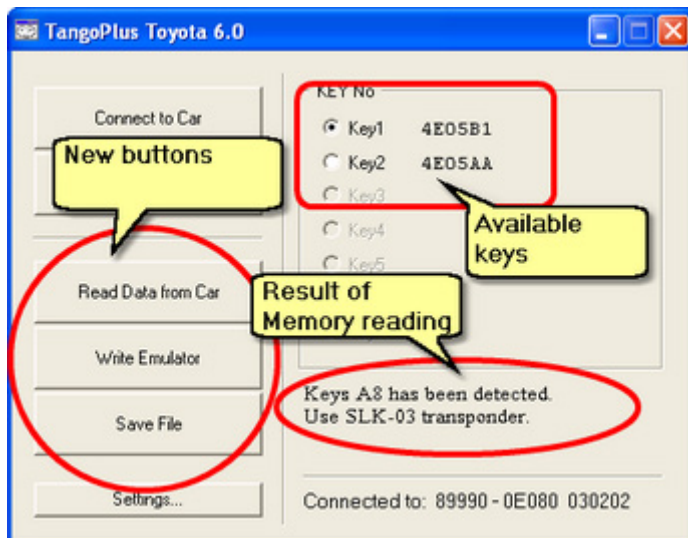 TangoPlus Toyota 6.0
Connect to Car
New buttons
Read Data from Car
Write Emulator
Save File
Settings...
KEY No
Key1 4E05B1
Key2 4E05AA
Key3
Key4
Key5
Available
keys
Result of
Memory reading
Keys A8 has been detected.
Use SLK-03 transponder.
Connected to: 89990-0E080 030202